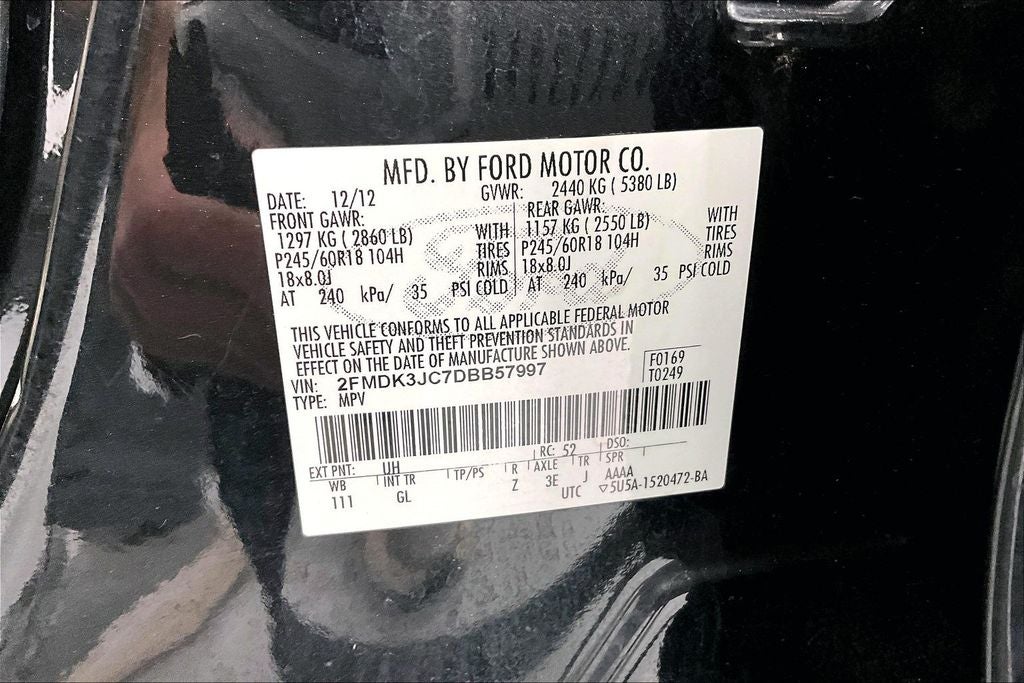 MFD. BY FORD MOTOR CO.
DATE: 12/12 GVWR: 2440 KG ( 5380 LB)
FRONT GAWR: REAR GAWR:
1297 KG ( 2860 LB) WITH 1157 KG ( 2550 LB) WITH
P245/60R18 104H TIRES P245/60R18 104H TIRES
18x8.0J RIMS 18x8.0J RIMS
AT 240 kPa/ 35 PSI COLD AT 240 kPa/ 35 PSI COLD
THIS VEHICLE CONFORMS TO ALL APPLICABLE FEDERAL MOTOR
VEHICLE SAFETY AND THEFT PREVENTION STANDARDS IN
EFFECT ON THE DATE OF MANUFACTURE SHOWN ABOVE.
VIN: 2FMDK3JC7DBB57997 F0169
TYPE: MPV T0249
EXT PNT: UH RC: 52 DSO:
WB INT TR TP/PS R AXLE TR SPR
111 GL Z 3E J AAAA
UTC ▽5U5A-1520472-BA